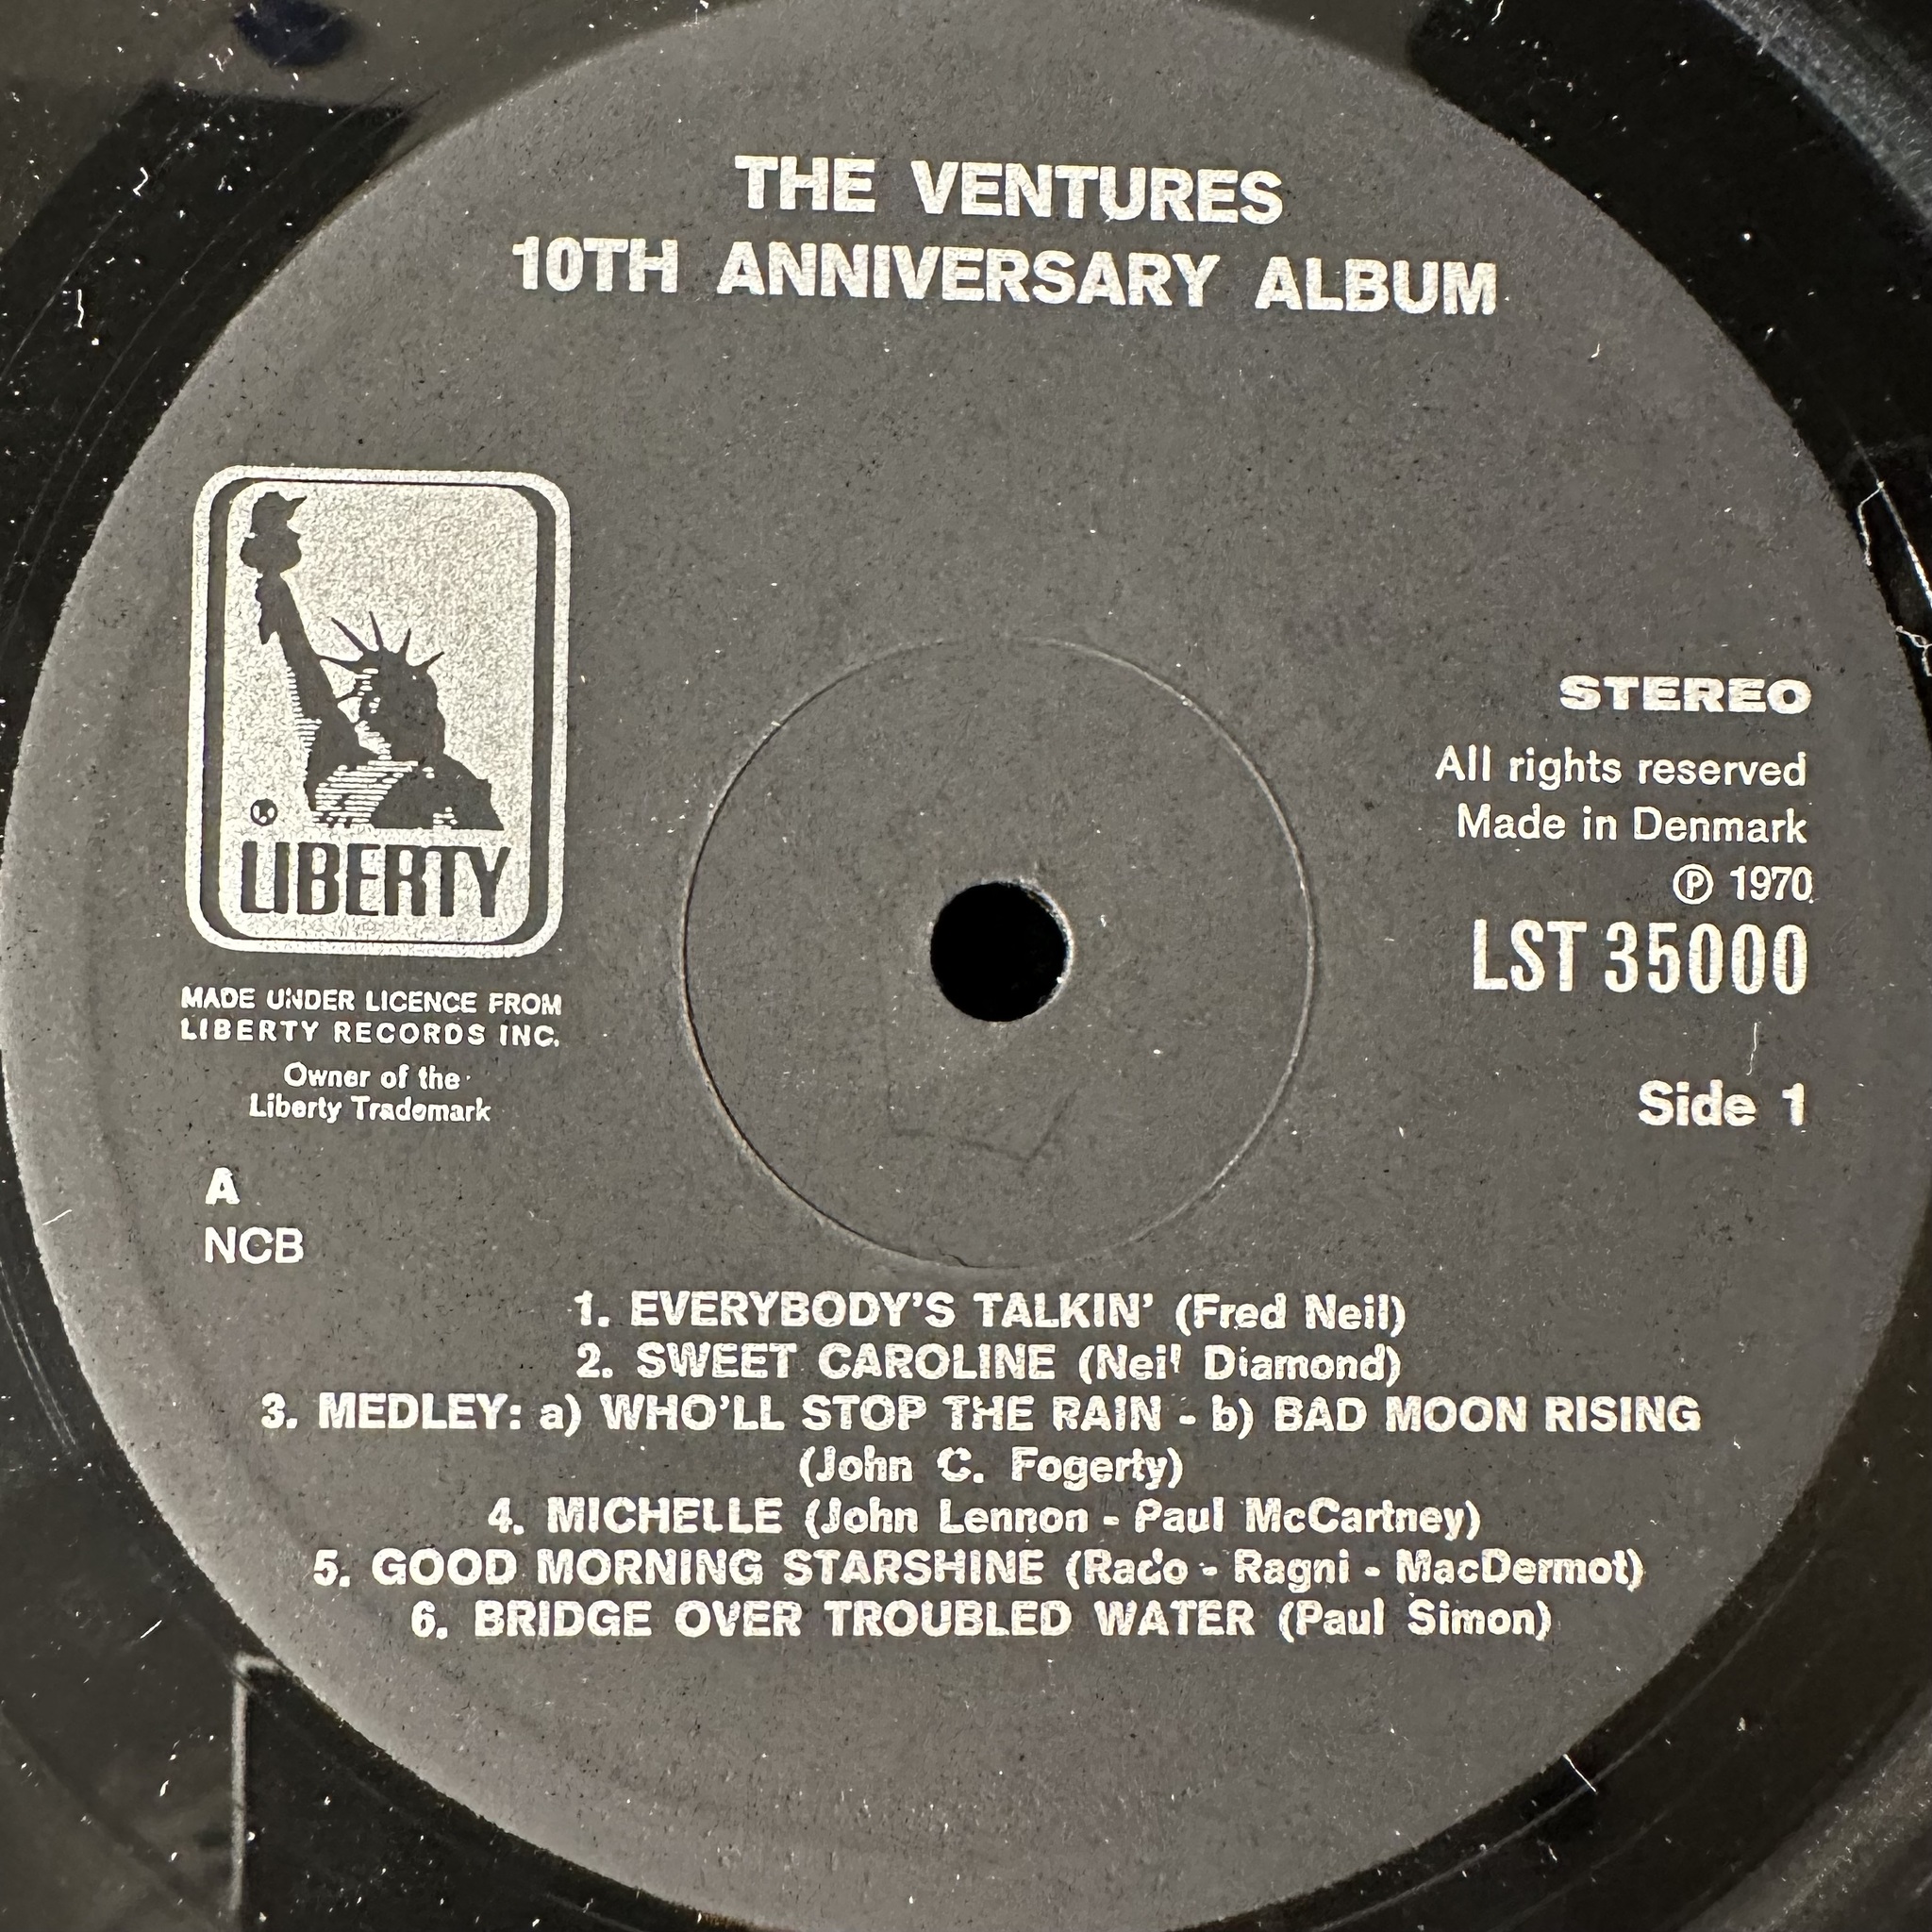 THE VENTURES
10TH ANNIVERSARY ALBUM
LIBERTY
MADE UNDER LICENCE FROM
LIBERTY RECORDS INC.
Owner of the
Liberty Trademark
A
NCB
STEREO
All rights reserved
Made in Denmark
℗ 1970
LST 35000
Side 1
1. EVERYBODY'S TALKIN' (Fred Neil)
2. SWEET CAROLINE (Neil Diamond)
3. MEDLEY: a) WHO'LL STOP THE RAIN - b) BAD MOON RISING
(John C. Fogerty)
4. MICHELLE (John Lennon - Paul McCartney)
5. GOOD MORNING STARSHINE (Rado - Ragni - MacDermot)
6. BRIDGE OVER TROUBLED WATER (Paul Simon)